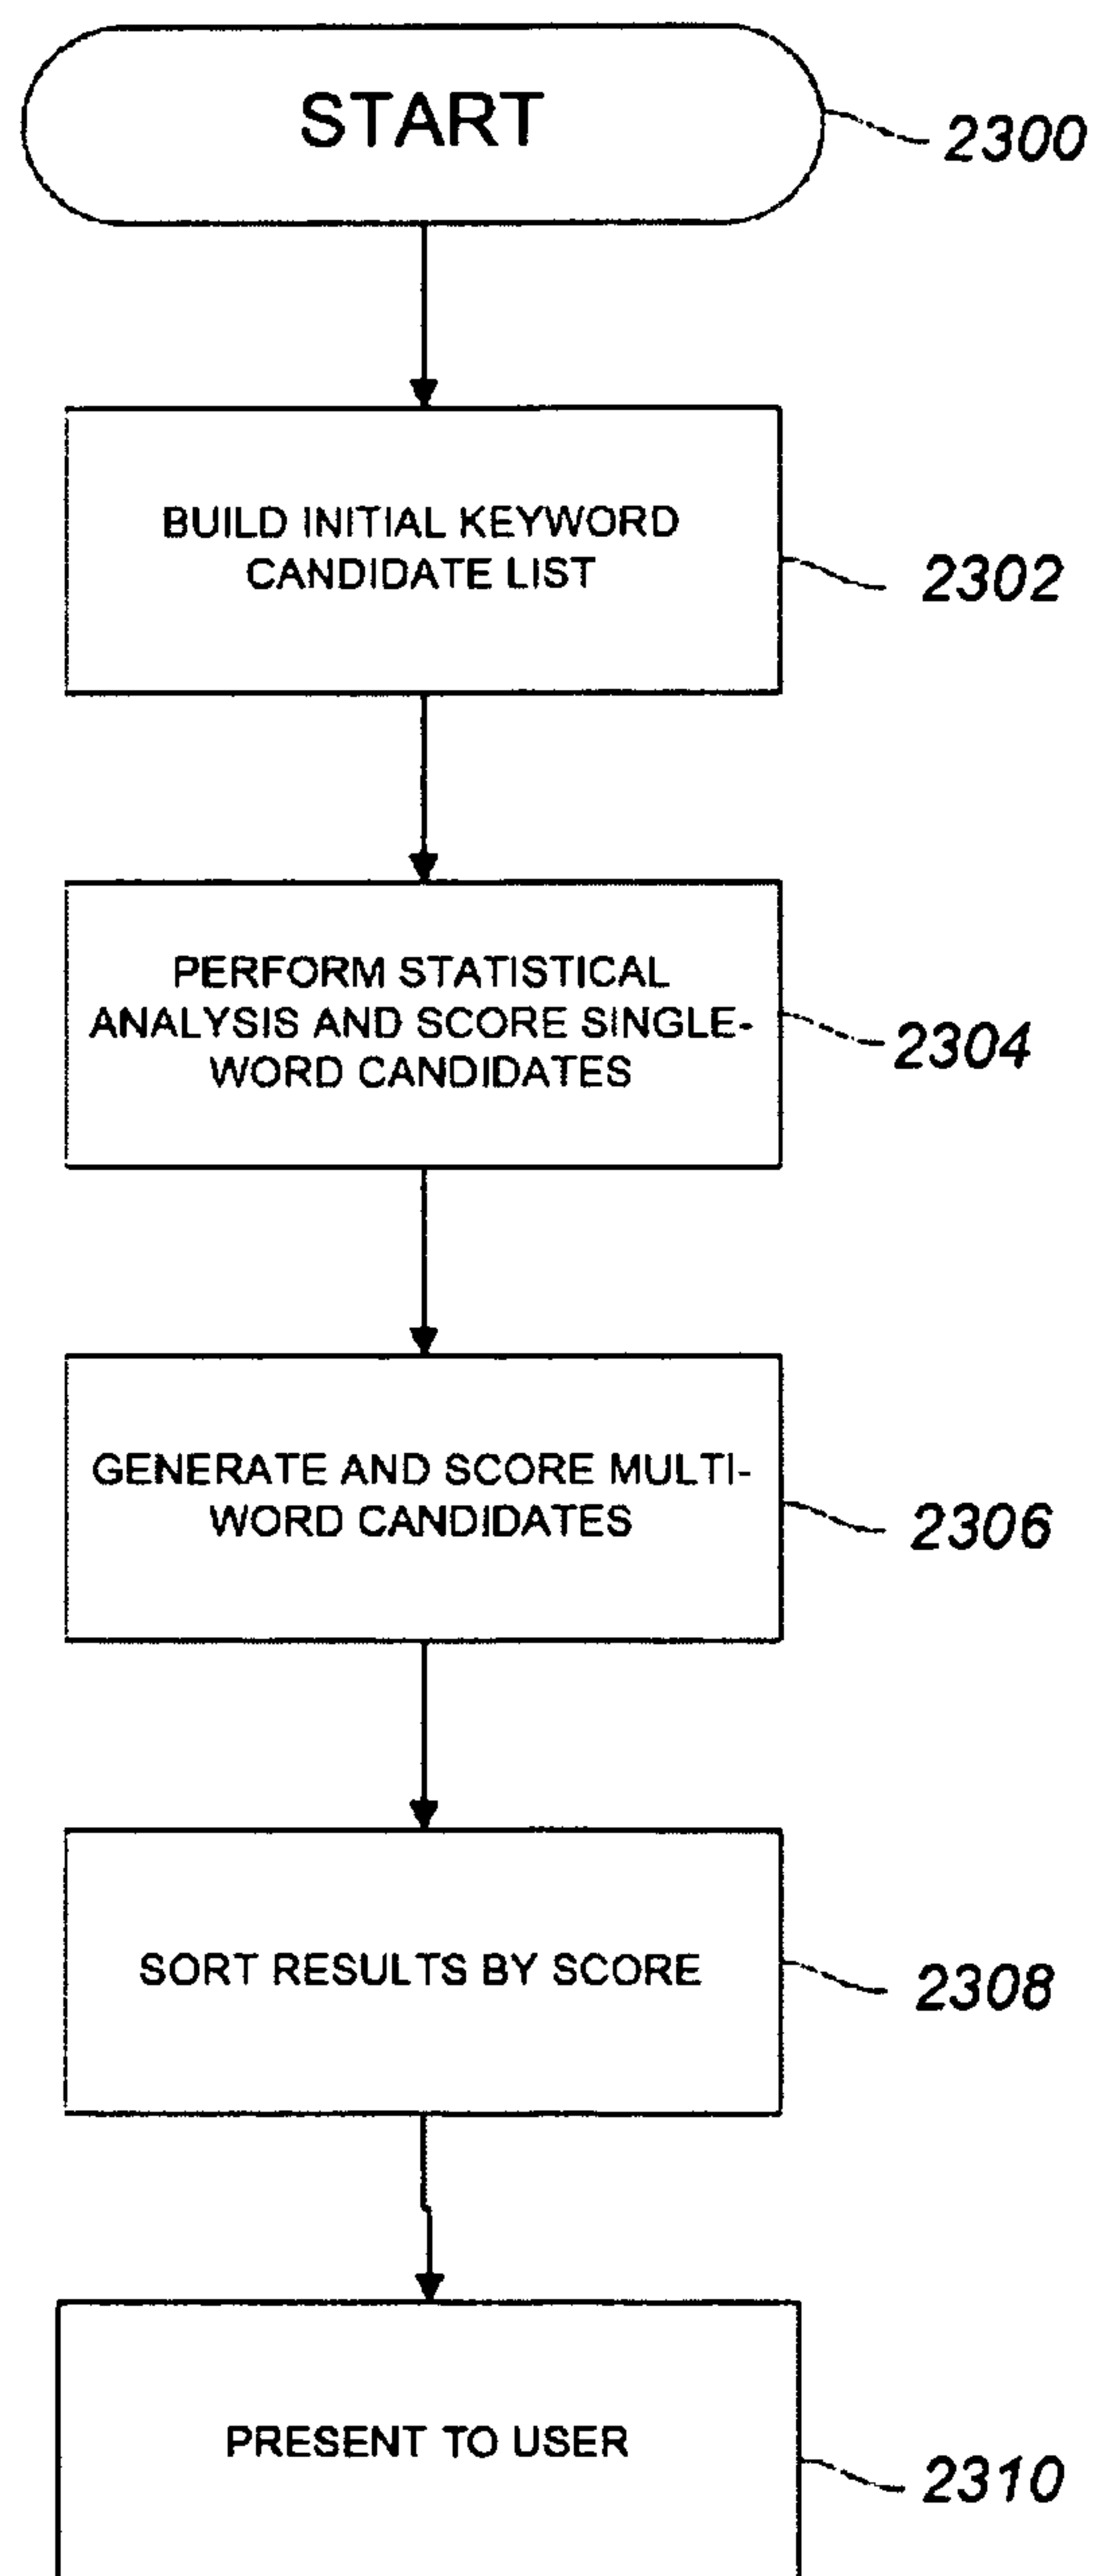 START
2300
BUILD INITIAL KEYWORD
CANDIDATE LIST
2302
PERFORM STATISTICAL
ANALYSIS AND SCORE SINGLE-
WORD CANDIDATES
2304
GENERATE AND SCORE MULTI-
WORD CANDIDATES
2306
SORT RESULTS BY SCORE
2308
PRESENT TO USER
2310